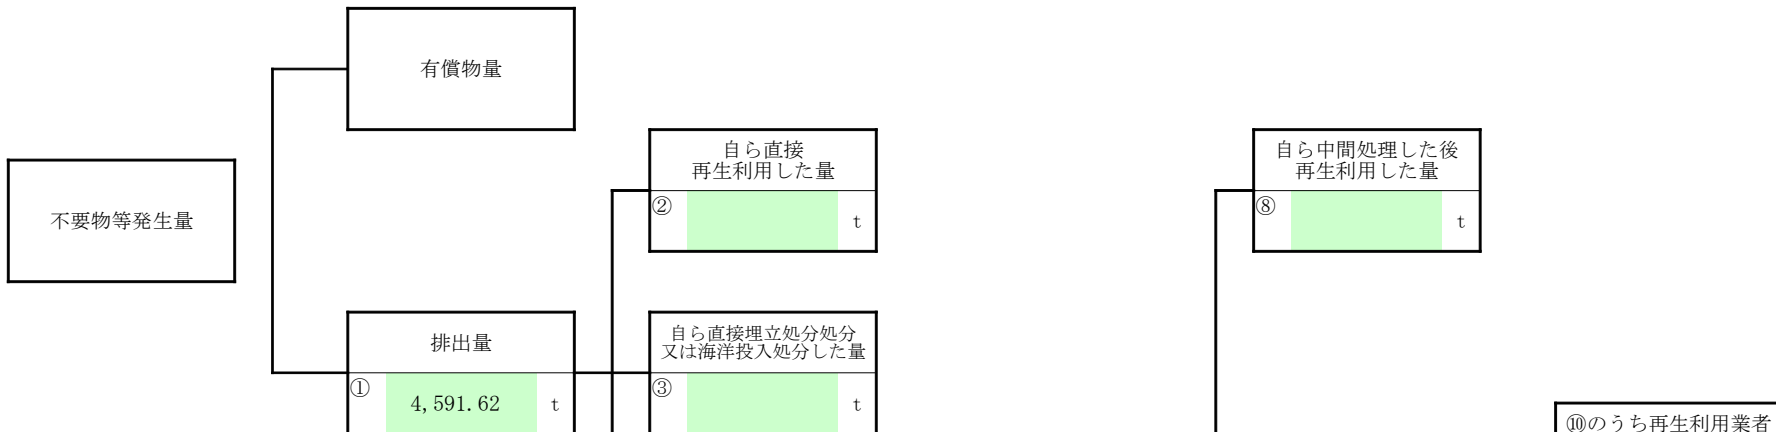 有償物量
自ら直接
再生利用した量
② t
自ら中間処理した後
再生利用した量
⑧ t
不要物等発生量
排出量
① 4,591.62 t
自ら直接埋立処分処分
又は海洋投入処分した量
③ t
⑩のうち再生利用業者